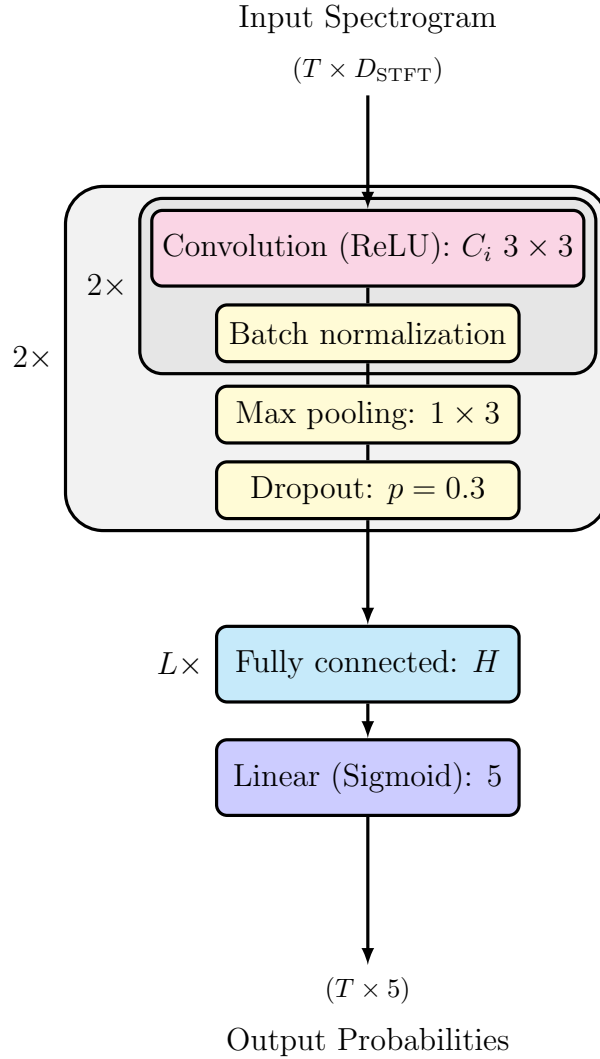 Input Spectrogram
(T × D_STFT)
Convolution (ReLU): C_i 3 × 3
2×
Batch normalization
2×
Max pooling: 1 × 3
Dropout: p = 0.3
L× Fully connected: H
Linear (Sigmoid): 5
(T × 5)
Output Probabilities